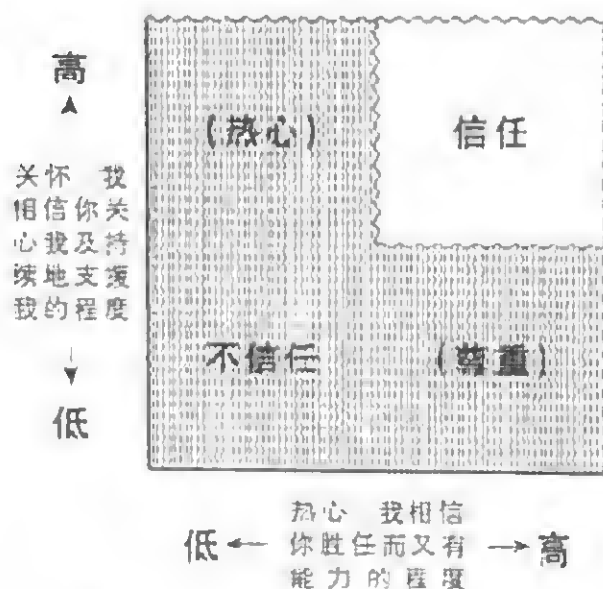 高
(热心) 信任
关怀 我
相信你关
心我及持
续地支援
我的程度
不信任 (尊重)
低
热心 我相信
低 你胜任而又有 高
能力的程度